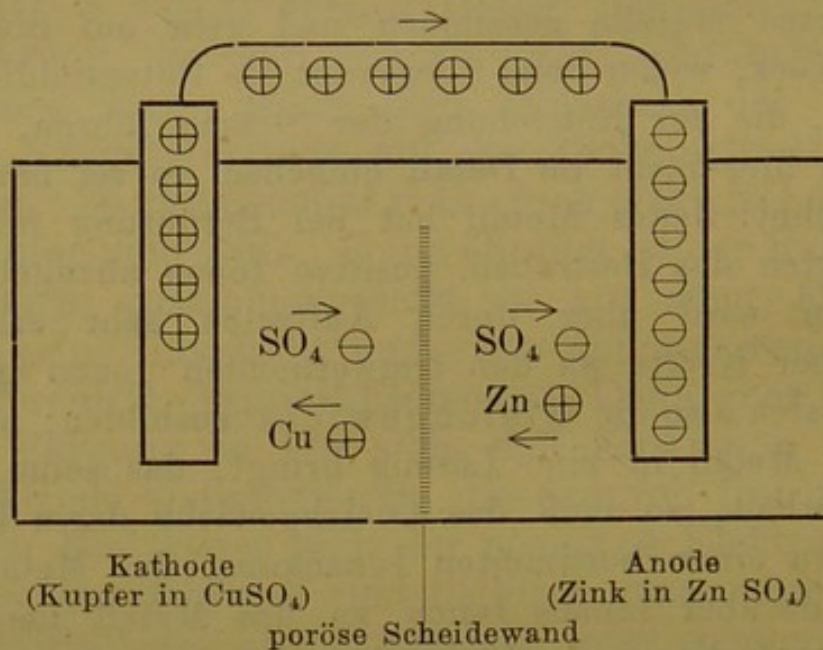 SO₄ ⊖ SO₄ ⊖
Cu ⊕ Zn ⊕
Kathode
(Kupfer in CuSO₄)
Anode
(Zink in Zn SO₄)
poröse Scheidewand